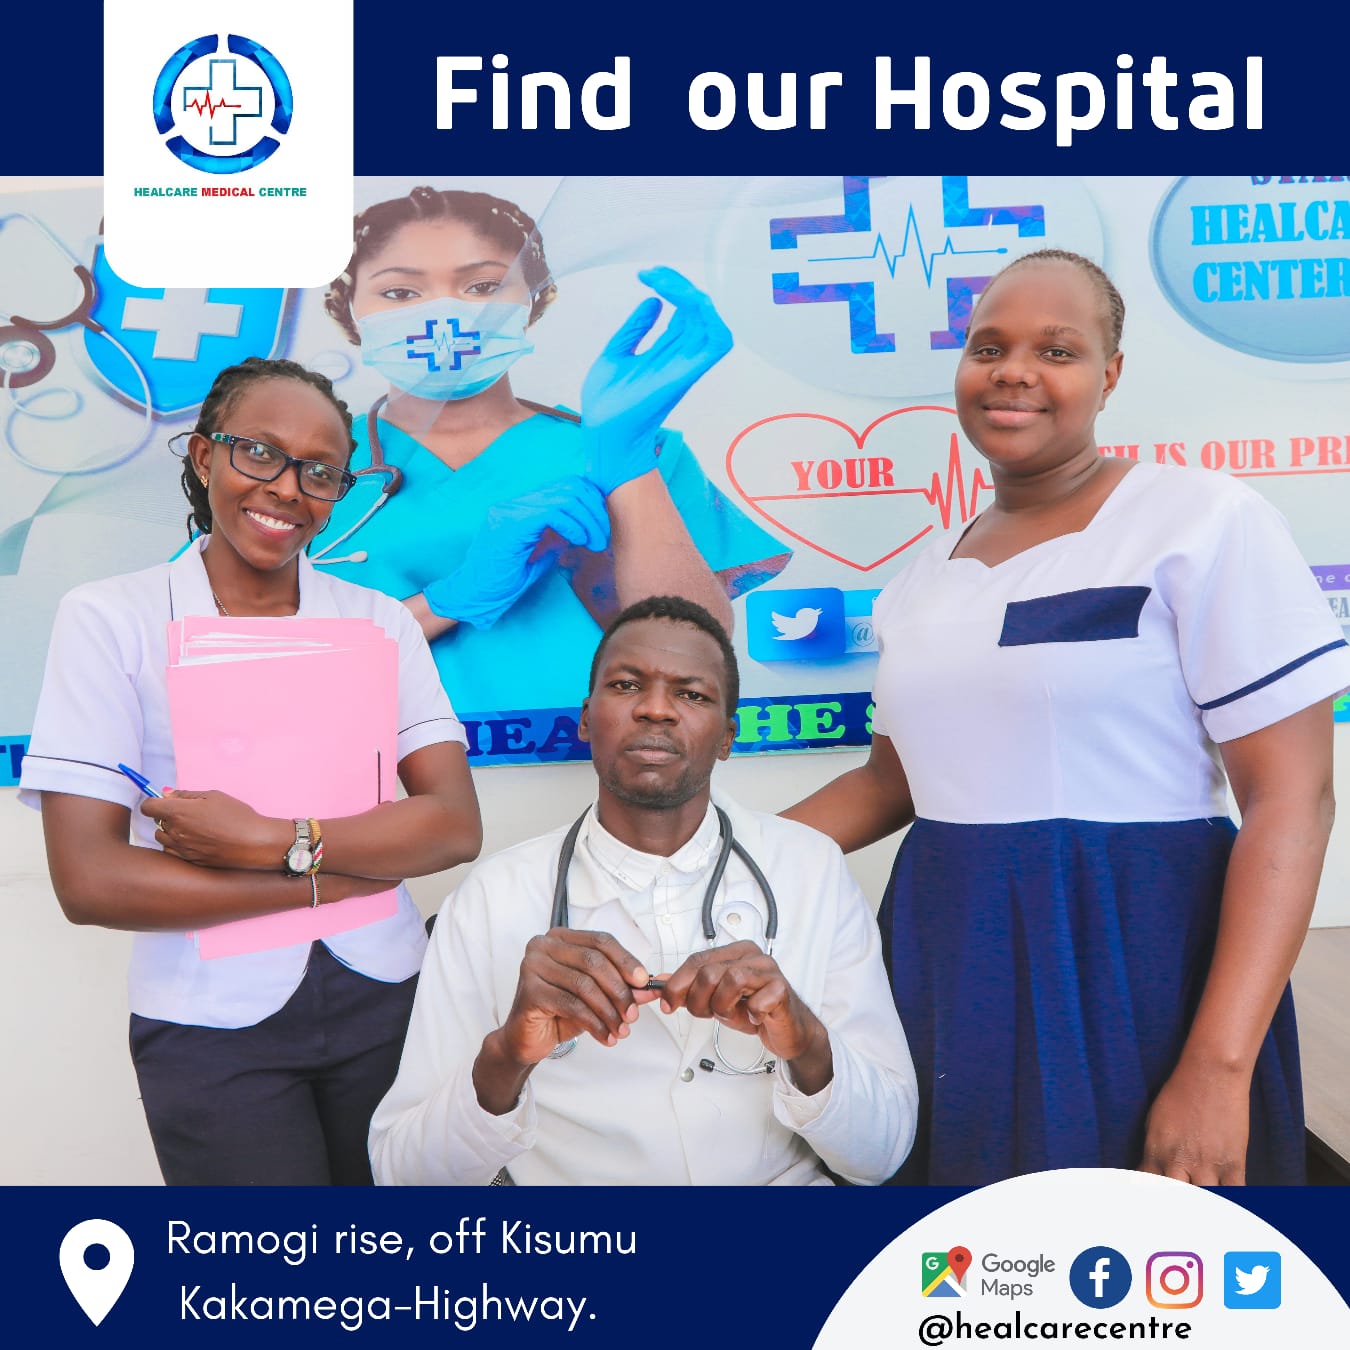 HEALCARE MEDICAL CENTRE
Find our Hospital
HEALCA
CENTER
YOUR
IS OUR PR
@
HE
Ramogi rise, off Kisumu
Kakamega-Highway.
G
Google
Maps
@healcarecentre